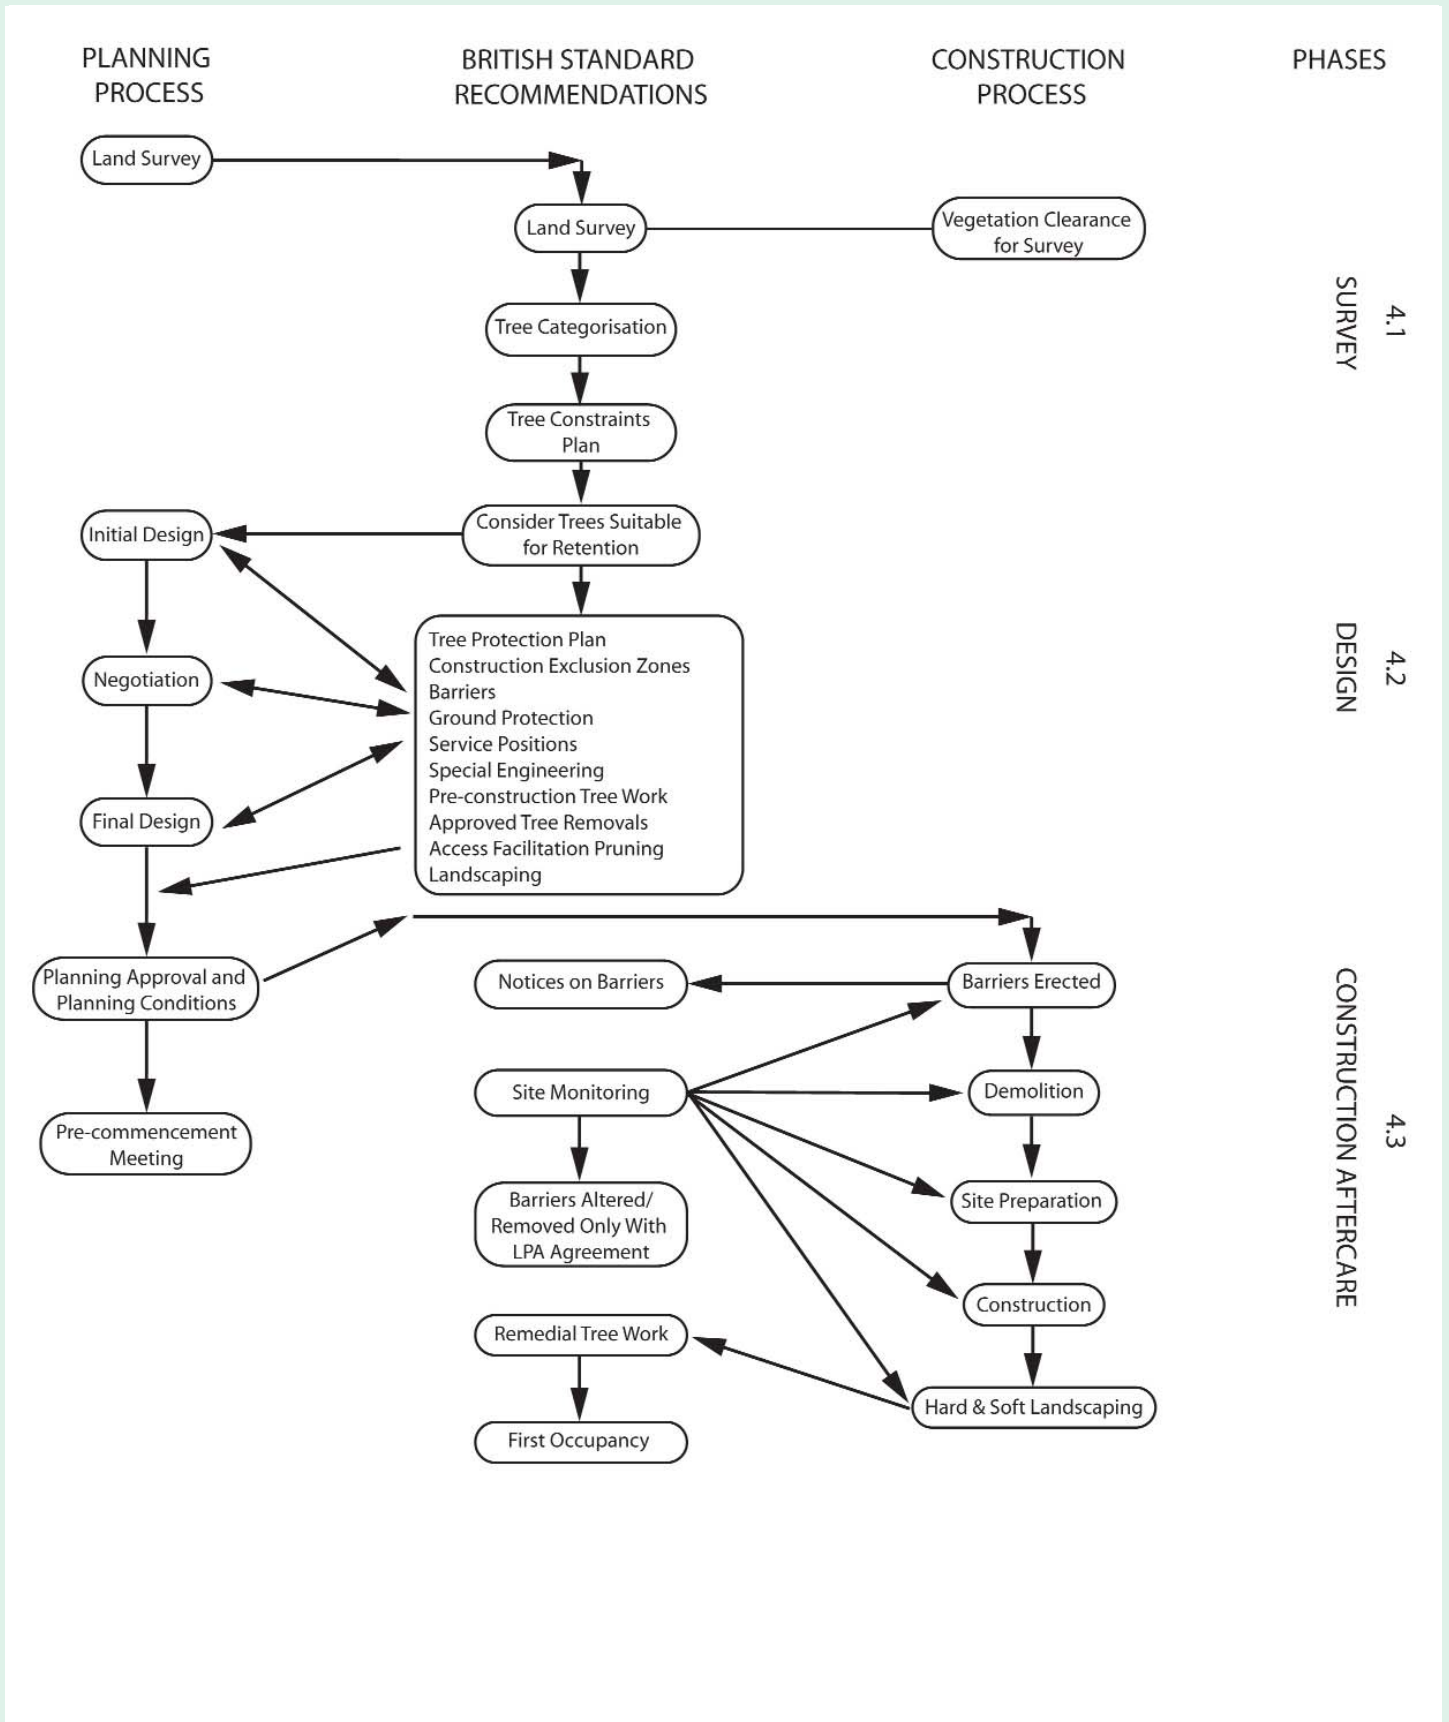 PLANNING
PROCESS
BRITISH STANDARD
RECOMMENDATIONS
CONSTRUCTION
PROCESS
PHASES
Land Survey
Land Survey
Vegetation Clearance
for Survey
Tree Categorisation
4.1
SURVEY
Tree Constraints
Plan
Initial Design
Consider Trees Suitable
for Retention
Negotiation
Final Design
Tree Protection Plan
Construction Exclusion Zones
Barriers
Ground Protection
Service Positions
Special Engineering
Pre-construction Tree Work
Approved Tree Removals
Access Facilitation Pruning
Landscaping
4.2
DESIGN
Planning Approval and
Planning Conditions
Pre-commencement
Meeting
Notices on Barriers
Barriers Erected
Site Monitoring
Demolition
Barriers Altered/
Removed Only With
LPA Agreement
Site Preparation
Construction
Remedial Tree Work
Hard & Soft Landscaping
First Occupancy
4.3
CONSTRUCTION AFTERCARE